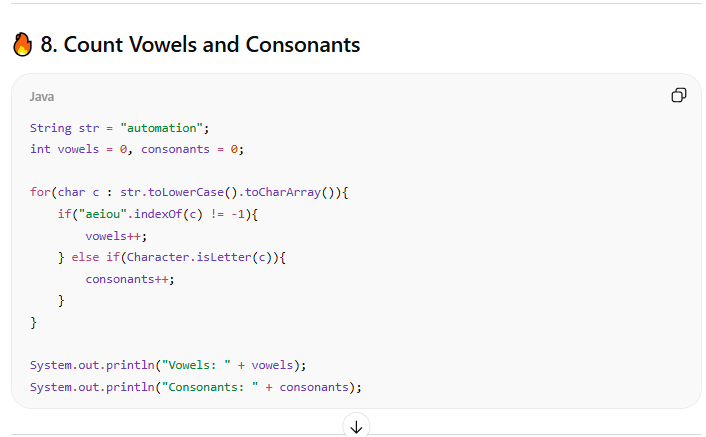 🔥 8. Count Vowels and Consonants
Java
String str = "automation";
int vowels = 0, consonants = 0;

for(char c : str.toLowerCase().toCharArray()){
    if("aeiou".indexOf(c) != -1){
        vowels++;
    } else if(Character.isLetter(c)){
        consonants++;
    }
}

System.out.println("Vowels: " + vowels);
System.out.println("Consonants: " + consonants);